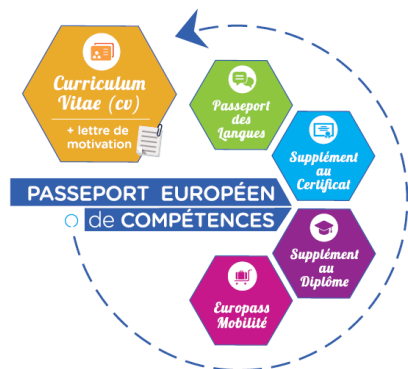 Curriculum
Vitae (cv)
+ lettre de
motivation
Passeport
des
Langues
Supplément
au
Certificat
PASSEPORT EUROPÉEN
de COMPÉTENCES
Supplément
au
Diplôme
Europass
Mobilité